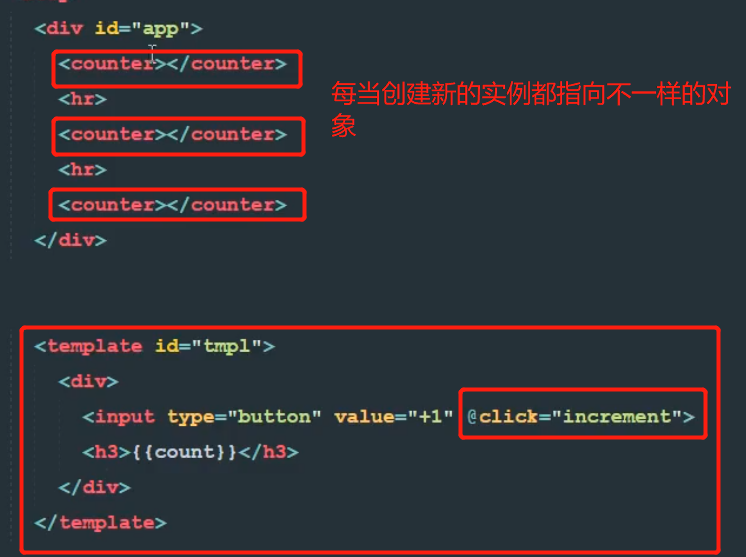 <div id="app">
<counter></counter>
<hr>
每当创建新的实例都指向不一样的对
象
<counter></counter>
<hr>
<counter></counter>
</div>
<template id="tmpl">
<div>
<input type="button" value="+1" @click="increment">
<h3>{{count}}</h3>
</div>
</template>